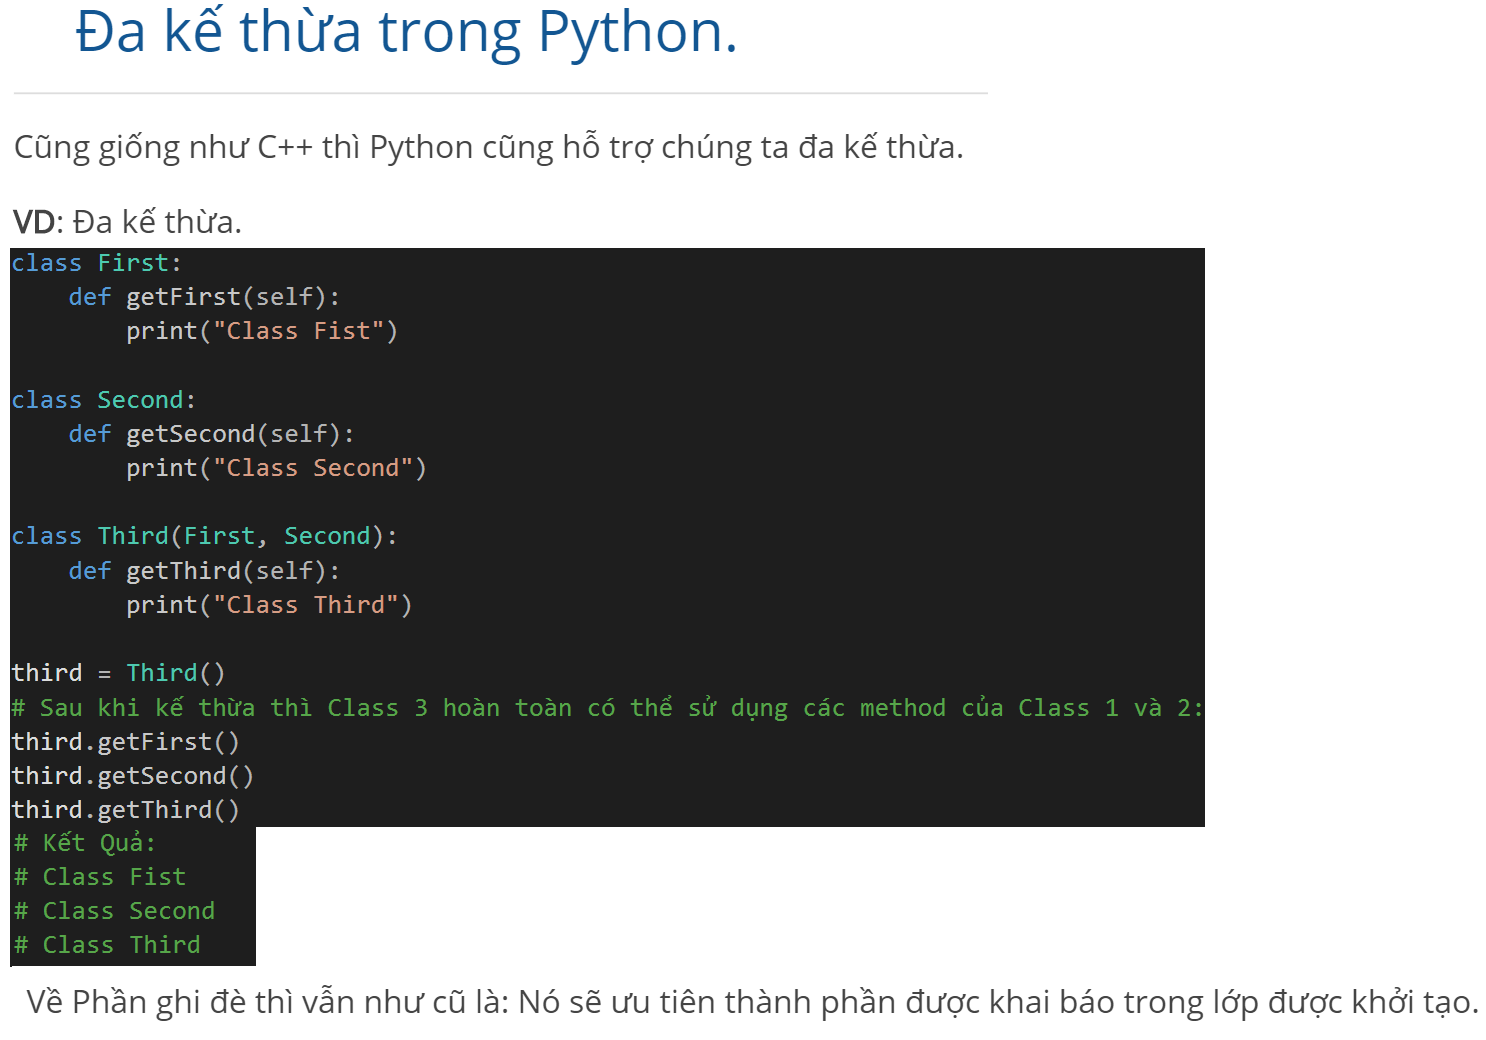 Đa kế thừa trong Python.
Cũng giống như C++ thì Python cũng hỗ trợ chúng ta đa kế thừa.
VD: Đa kế thừa.
class First:
    def getFirst(self):
        print("Class Fist")
class Second:
    def getSecond(self):
        print("Class Second")
class Third(First, Second):
    def getThird(self):
        print("Class Third")
third = Third()
# Sau khi kế thừa thì Class 3 hoàn toàn có thể sử dụng các method của Class 1 và 2:
third.getFirst()
third.getSecond()
third.getThird()
# Kết Quả:
# Class Fist
# Class Second
# Class Third
Về Phần ghi đè thì vẫn như cũ là: Nó sẽ ưu tiên thành phần được khai báo trong lớp được khởi tạo.